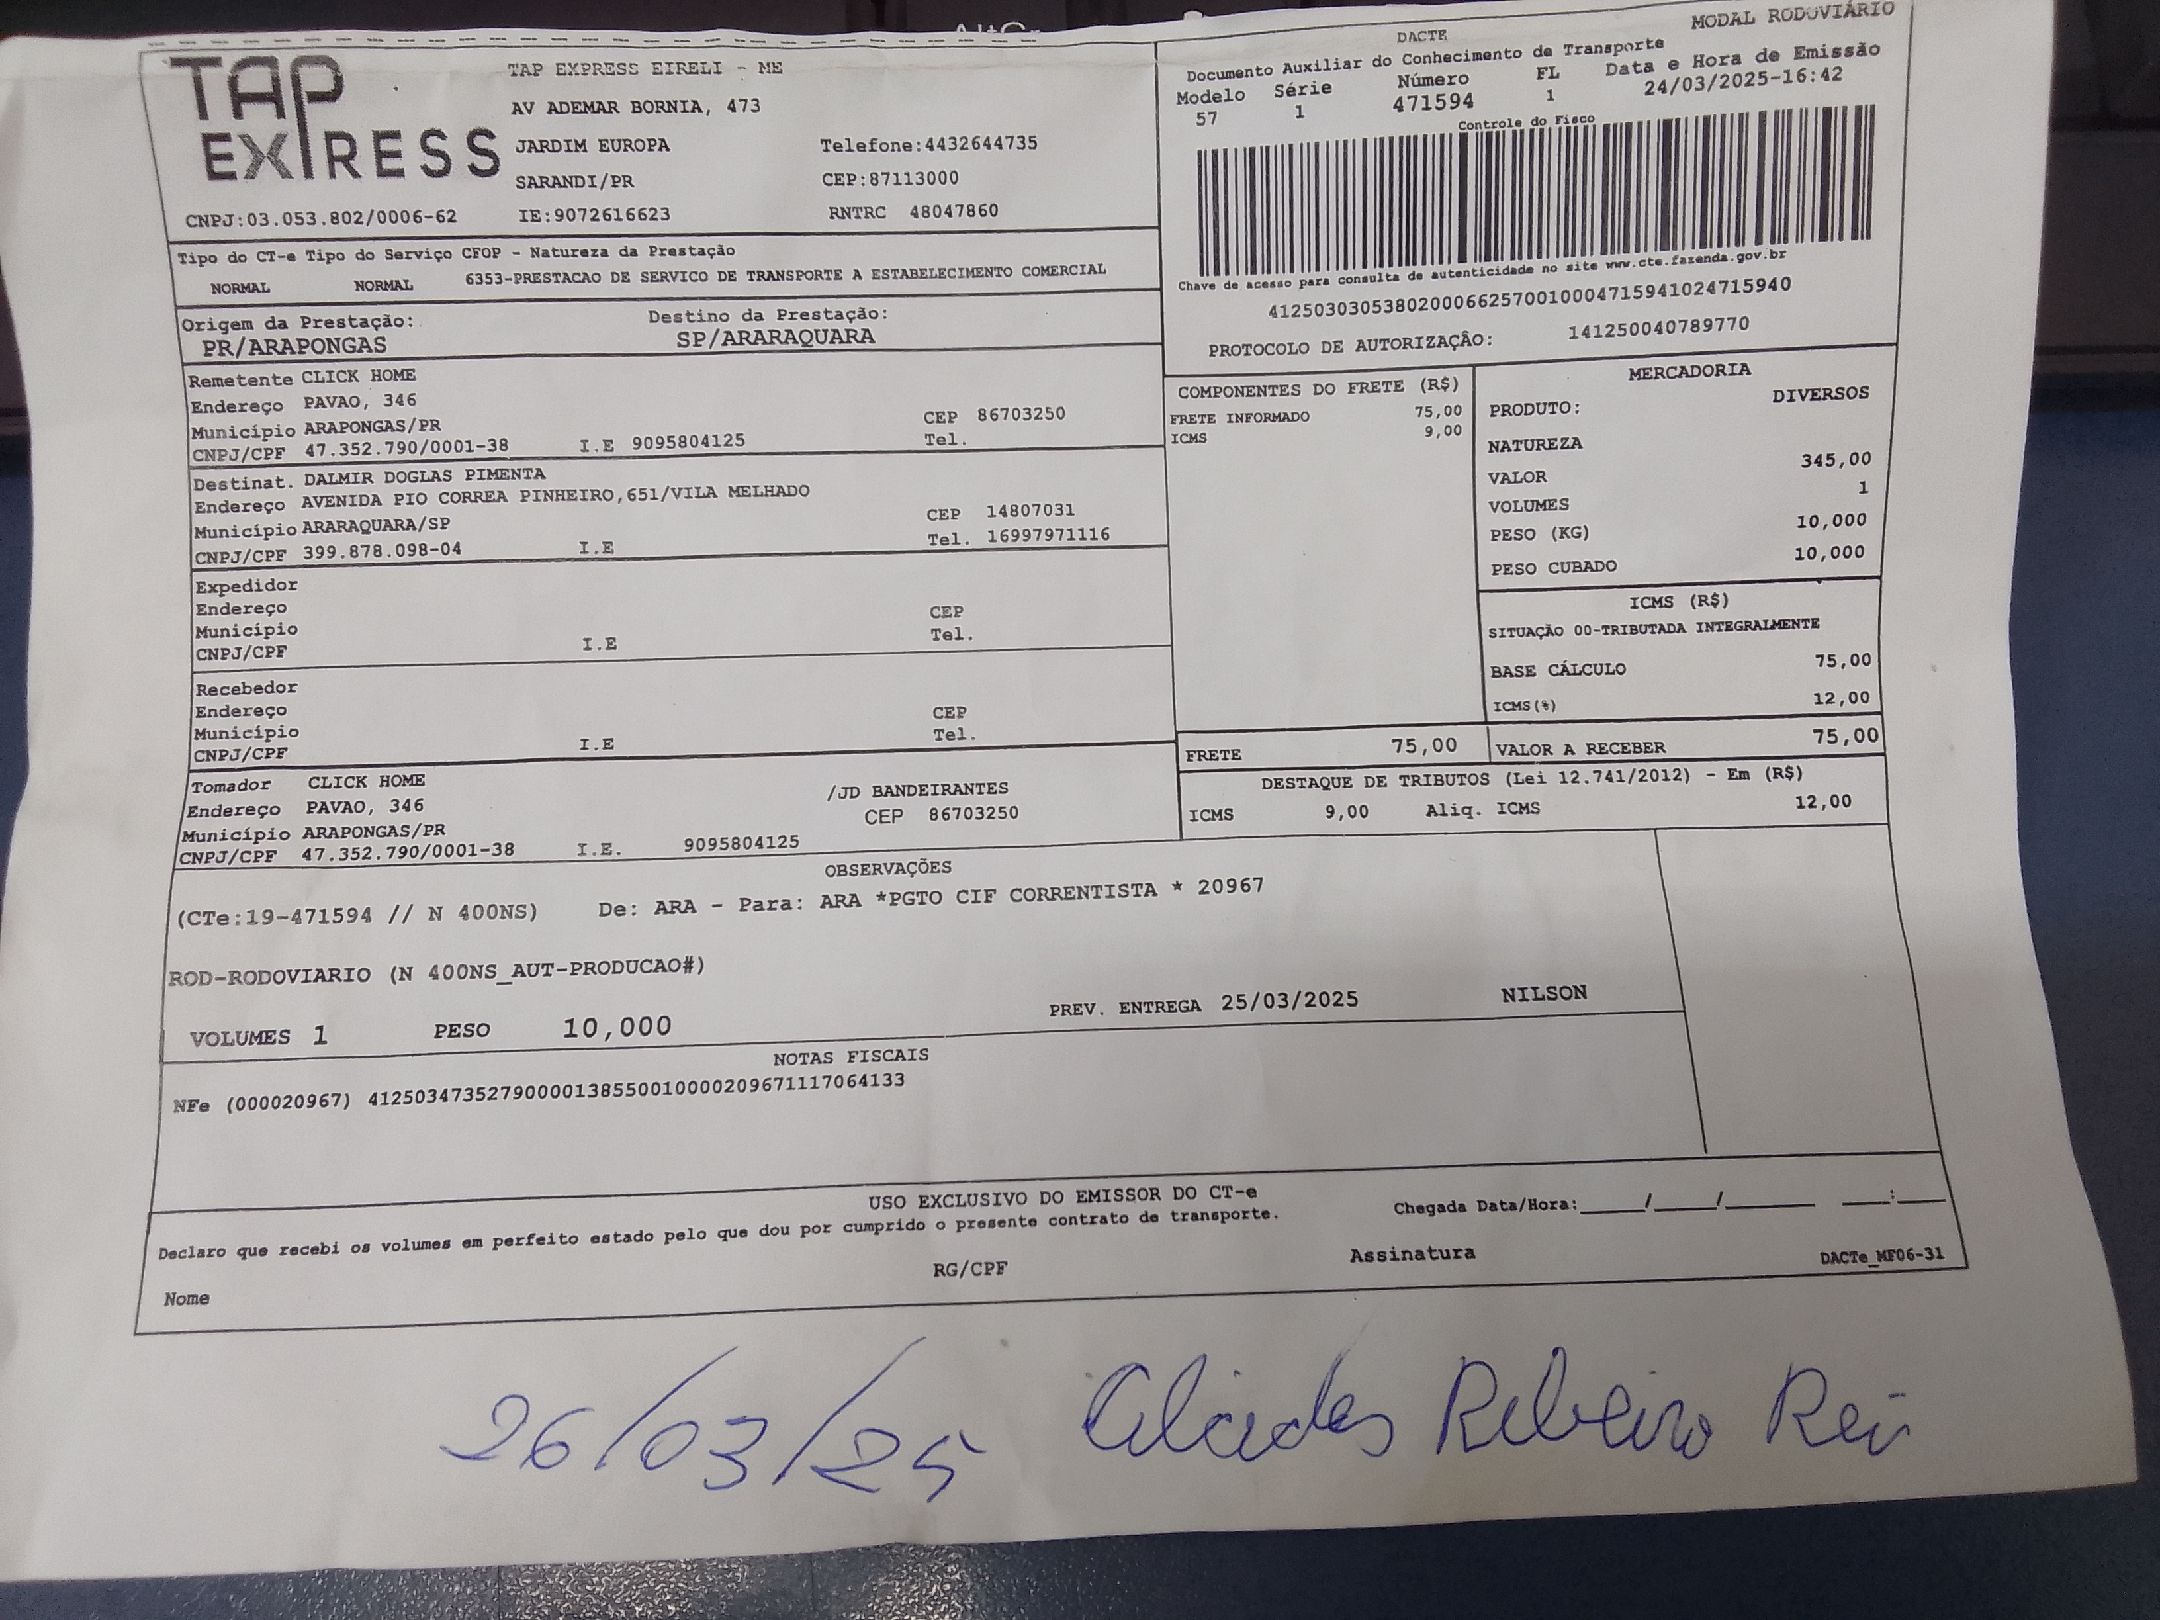 TAP EXPRESS
TAP EXPRESS EIRELI - ME
AV ADEMAR BORNIA, 473
JARDIM EUROPA Telefone:4432644735
SARANDI/PR CEP:87113000
CNPJ:03.053.802/0006-62 IE:9072616623 RNTRC 48047860
DACTE MODAL RODOVIÁRIO
Documento Auxiliar do Conhecimento de Transporte
Modelo Série Número FL Data e Hora de Emissão
57 1 471594 1 24/03/2025-16:42
Controle do Fisco
Chave de acesso para consulta de autenticidade no site www.cte.fazenda.gov.br
41250303053802000662570010004715941024715940
PROTOCOLO DE AUTORIZAÇÂO: 141250040789770
Tipo do CT-e Tipo do Serviço CFOP - Natureza da Prestação
NORMAL NORMAL 6353-PRESTACAO DE SERVICO DE TRANSPORTE A ESTABELECIMENTO COMERCIAL
Origem da Prestação: Destino da Prestação:
PR/ARAPONGAS SP/ARARAQUARA
Remetente CLICK HOME
Endereço PAVAO, 346
Município ARAPONGAS/PR CEP 86703250
CNPJ/CPF 47.352.790/0001-38 I.E 9095804125 Tel.
Destinat. DALMIR DOGLAS PIMENTA
Endereço AVENIDA PIO CORREA PINHEIRO,651/VILA MELHADO
Município ARARAQUARA/SP CEP 14807031
CNPJ/CPF 399.878.098-04 I.E Tel. 16997971116
Expedidor
Endereço CEP
Município Tel.
CNPJ/CPF I.E
Recebedor
Endereço CEP
Município Tel.
CNPJ/CPF I.E
Tomador CLICK HOME
Endereço PAVAO, 346 /JD BANDEIRANTES
Município ARAPONGAS/PR CEP 86703250
CNPJ/CPF 47.352.790/0001-38 I.E. 9095804125
COMPONENTES DO FRETE (R$)
FRETE INFORMADO 75,00
ICMS 9,00
MERCADORIA
PRODUTO: DIVERSOS
NATUREZA
VALOR 345,00
VOLUMES 1
PESO (KG) 10,000
PESO CUBADO 10,000
ICMS (R$)
SITUAÇÃO 00-TRIBUTADA INTEGRALMENTE
BASE CÁLCULO 75,00
ICMS(%) 12,00
FRETE 75,00 VALOR A RECEBER 75,00
DESTAQUE DE TRIBUTOS (Lei 12.741/2012) - Em (R$)
ICMS 9,00 Aliq. ICMS 12,00
OBSERVAÇÕES
(CTe:19-471594 // N 400NS) De: ARA - Para: ARA *PGTO CIF CORRENTISTA * 20967
ROD-RODOVIARIO (N 400NS_AUT-PRODUCAO#)
VOLUMES 1 PESO 10,000 PREV. ENTREGA 25/03/2025 NILSON
NOTAS FISCAIS
NFe (000020967) 41250347352790000138550010000209671117064133
USO EXCLUSIVO DO EMISSOR DO CT-e
Declaro que recebi os volumes em perfeito estado pelo que dou por cumprido o presente contrato de transporte. Chegada Data/Hora:____/____/______ ____:____
Nome RG/CPF Assinatura DACTe_MF06-31
26/03/25 Alcides Ribeiro Reis